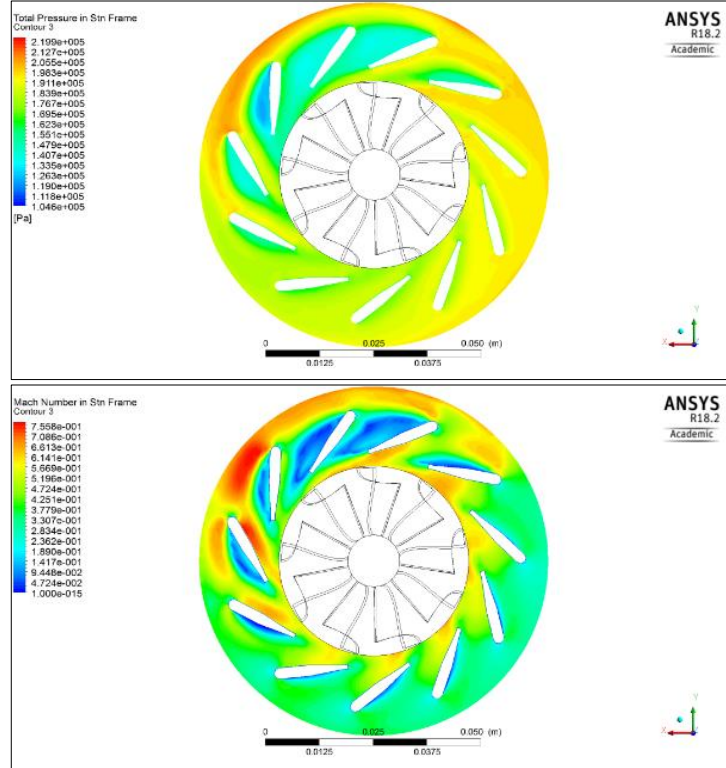 Total Pressure in Stn Frame
Contour 3
2.199e+005
2.127e+005
2.055e+005
1.983e+005
1.911e+005
1.839e+005
1.767e+005
1.695e+005
1.623e+005
1.551e+005
1.479e+005
1.407e+005
1.335e+005
1.263e+005
1.190e+005
1.118e+005
1.046e+005
[Pa]
ANSYS
R18.2
Academic
Y
X
0
0.025
0.050 (m)
0.0125
0.0375
Mach Number in Stn Frame
Contour 3
7.558e-001
7.086e-001
6.613e-001
6.141e-001
5.669e-001
5.196e-001
4.724e-001
4.251e-001
3.779e-001
3.307e-001
2.834e-001
2.362e-001
1.890e-001
1.417e-001
9.448e-002
4.724e-002
1.000e-015
ANSYS
R18.2
Academic
Y
X
0
0.025
0.050 (m)
0.0125
0.0375